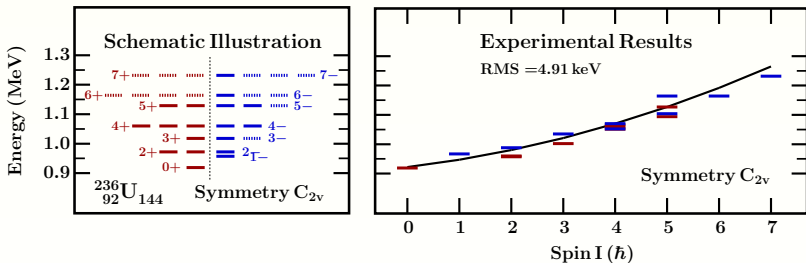 Schematic Illustration
Energy (MeV)
1.3
1.2
1.1
1.0
0.9
7+
6+
5+
4+
3+
2+
0+
7−
6−
5−
4−
3−
2−
1−
236 92 U 144
Symmetry C2v
Experimental Results
RMS =4.91 keV
Symmetry C2v
0 1 2 3 4 5 6 7
Spin I (ℏ)